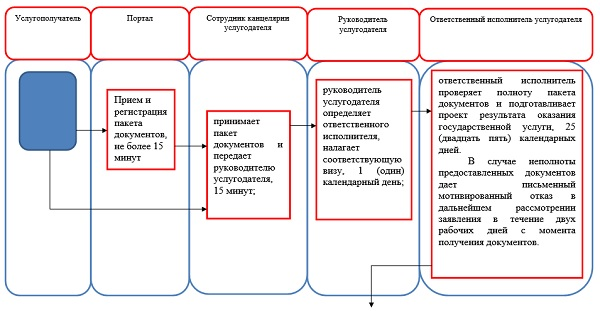 Услугополучатель
Портал
Сотрудник канцелярии
услугодателя
Руководитель
услугодателя
Ответственный исполнитель услугодателя
Прием и
регистрация
пакета
документов,
не более 15
минут
принимает
пакет
документов и
передает
руководителю
услугодателя,
15 минут;
руководитель
услугодателя
определяет
ответственного
исполнителя,
налагает
соответствующую
визу, 1 (один)
календарный день;
ответственный исполнитель
проверяет полноту пакета
документов и подготавливает
проект результата оказания
государственной услуги, 25
(двадцать пять) календарных
дней.
В случае неполноты
предоставленных документов
дает письменный
мотивированный отказ в
дальнейшем рассмотрении
заявления в течение двух
рабочих дней с момента
получения документов.